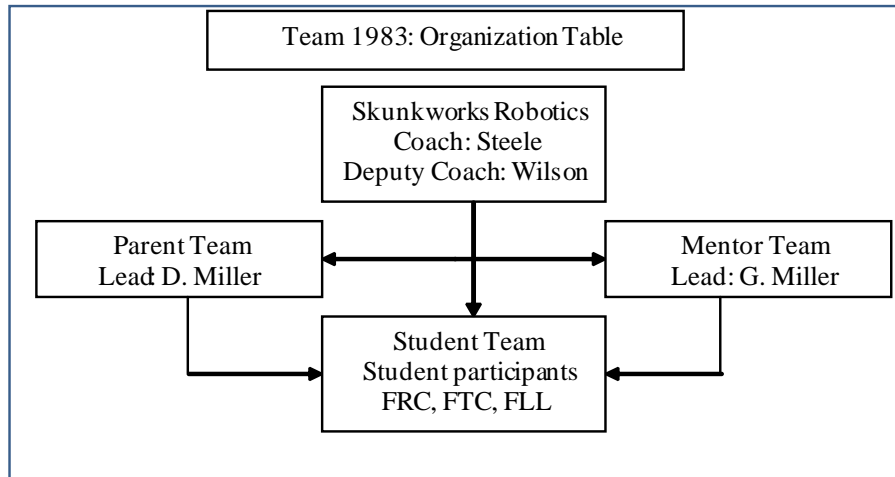 Team 1983: Organization Table
Skunkworks Robotics
Coach: Steele
Deputy Coach: Wilson
Parent Team
Lead: D. Miller
Mentor Team
Lead: G. Miller
Student Team
Student participants
FRC, FTC, FLL